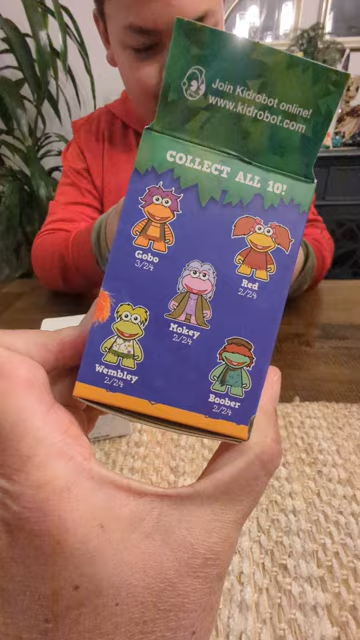 Join Kidrobot online!
www.kidrobot.com
COLLECT ALL 10!
Gobo
3/24
Red
2/24
Mokey
2/24
Wembley
2/24
Boober
2/24